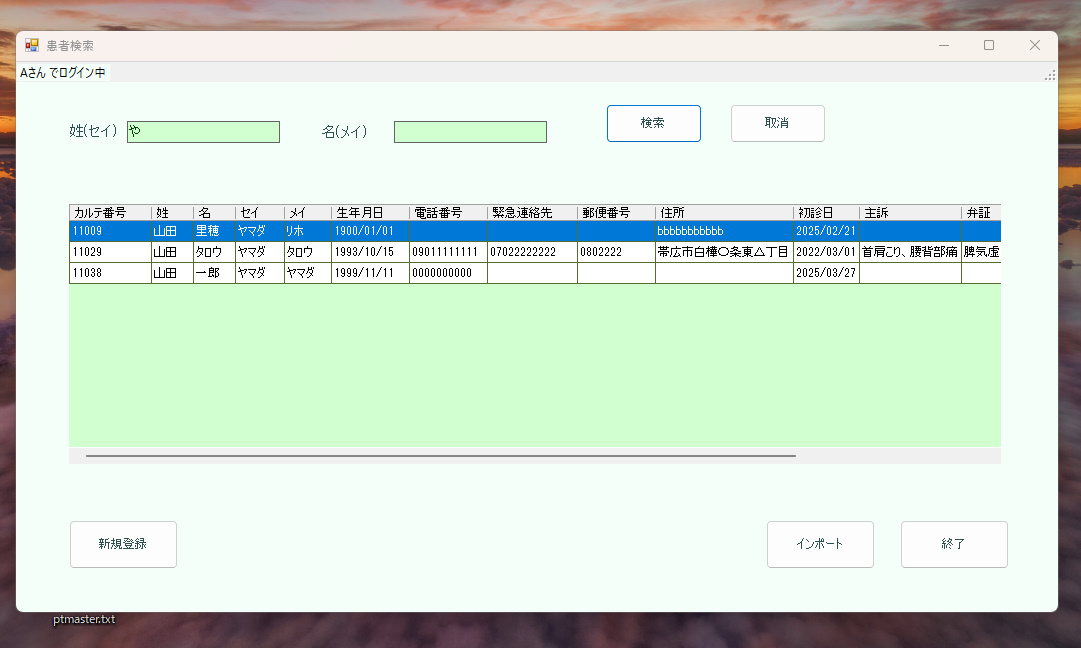 患者検索
Aさん でログイン中
姓(セイ) や 名(メイ) 検索 取消
カルテ番号 姓 名 セイ メイ 生年月日 電話番号 緊急連絡先 郵便番号 住所 初診日 主訴 弁証
11009 山田 里穂 ヤマダ リホ 1900/01/01 bbbbbbbbbbb 2025/02/21
11029 山田 タロウ ヤマダ タロウ 1993/10/15 09011111111 07022222222 0802222 帯広市白樺〇条東△丁目 2022/03/01 首肩こり、腰背部痛 脾気虚
11038 山田 一郎 ヤマダ ヤマダ 1999/11/11 0000000000 2025/03/27
新規登録 インポート 終了
ptmaster.txt